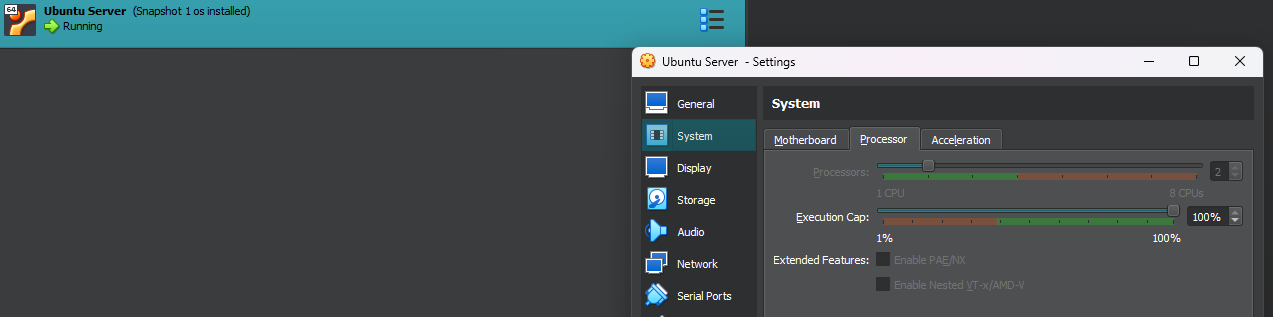 64
Ubuntu Server (Snapshot 1 os installed)
Running
Ubuntu Server - Settings
General
System
Display
Storage
Audio
Network
Serial Ports
System
Motherboard
Processor
Acceleration
Processors:
2
1 CPU
8 CPUs
Execution Cap:
100%
1%
100%
Extended Features:
Enable PAE/NX
Enable Nested VT-x/AMD-V